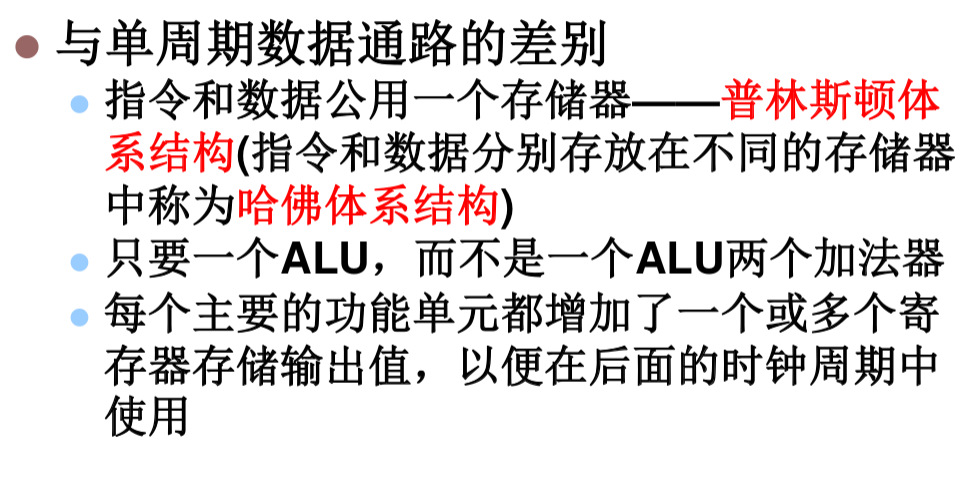 与单周期数据通路的差别
指令和数据公用一个存储器——普林斯顿体
系结构(指令和数据分别存放在不同的存储器
中称为哈佛体系结构)
只要一个ALU，而不是一个ALU两个加法器
每个主要的功能单元都增加了一个或多个寄
存器存储输出值，以便在后面的时钟周期中
使用